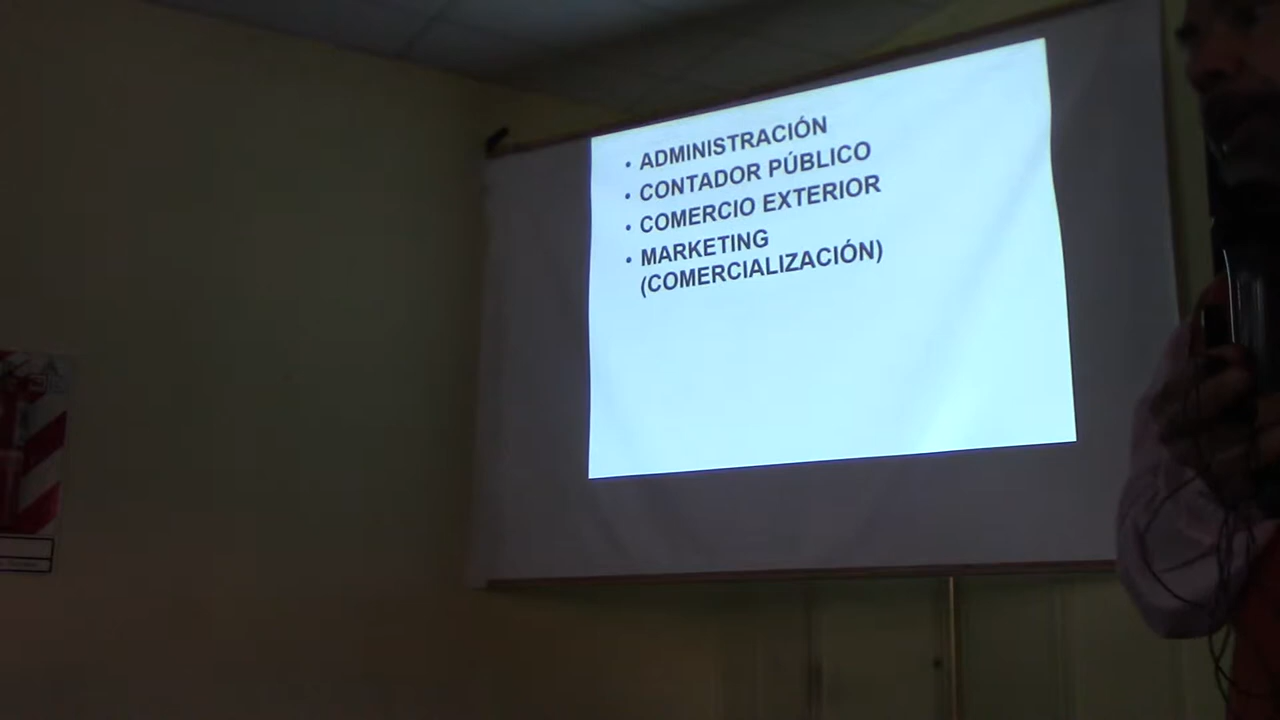 • ADMINISTRACIÓN
• CONTADOR PÚBLICO
• COMERCIO EXTERIOR
• MARKETING
(COMERCIALIZACIÓN)